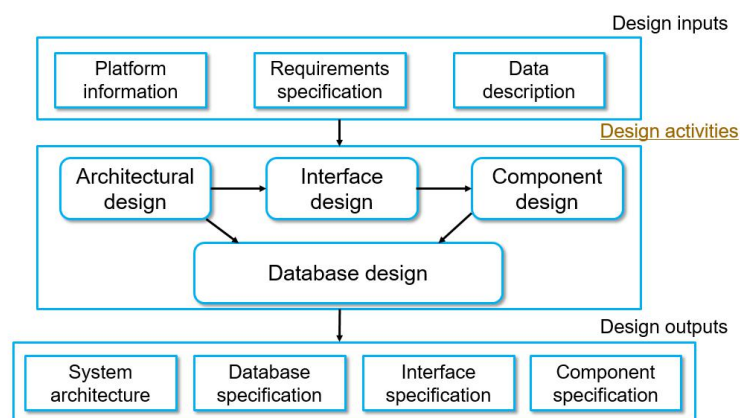 Design inputs
Platform
information
Requirements
specification
Data
description
Design activities
Architectural
design
Interface
design
Component
design
Database design
Design outputs
System
architecture
Database
specification
Interface
specification
Component
specification